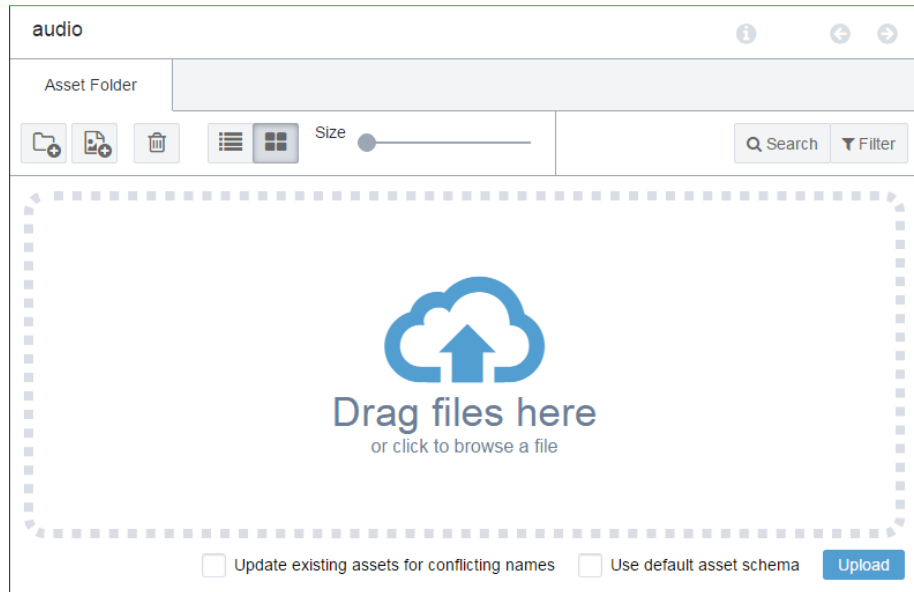 audio
Asset Folder
Size
Search
Filter
Drag files here
or click to browse a file
Update existing assets for conflicting names
Use default asset schema
Upload